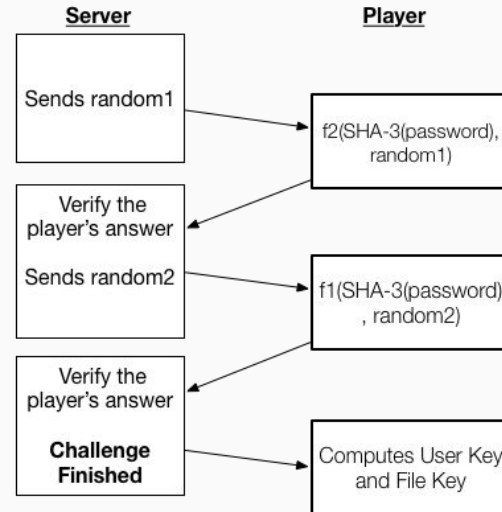 Server
Player
Sends random1
f2(SHA-3(password),
random1)
Verify the
player's answer
Sends random2
f1(SHA-3(password)
, random2)
Verify the
player's answer
Challenge
Finished
Computes User Key
and File Key